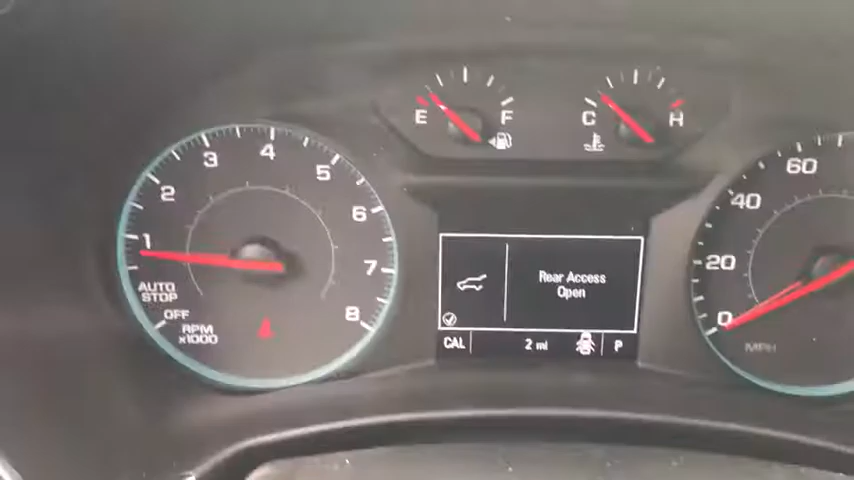 E
F
C
H
1
2
3
4
5
6
7
8
AUTO
STOP
OFF
RPM
x1000
Rear Access
Open
CAL
2 mi
P
0
20
40
60
MPH